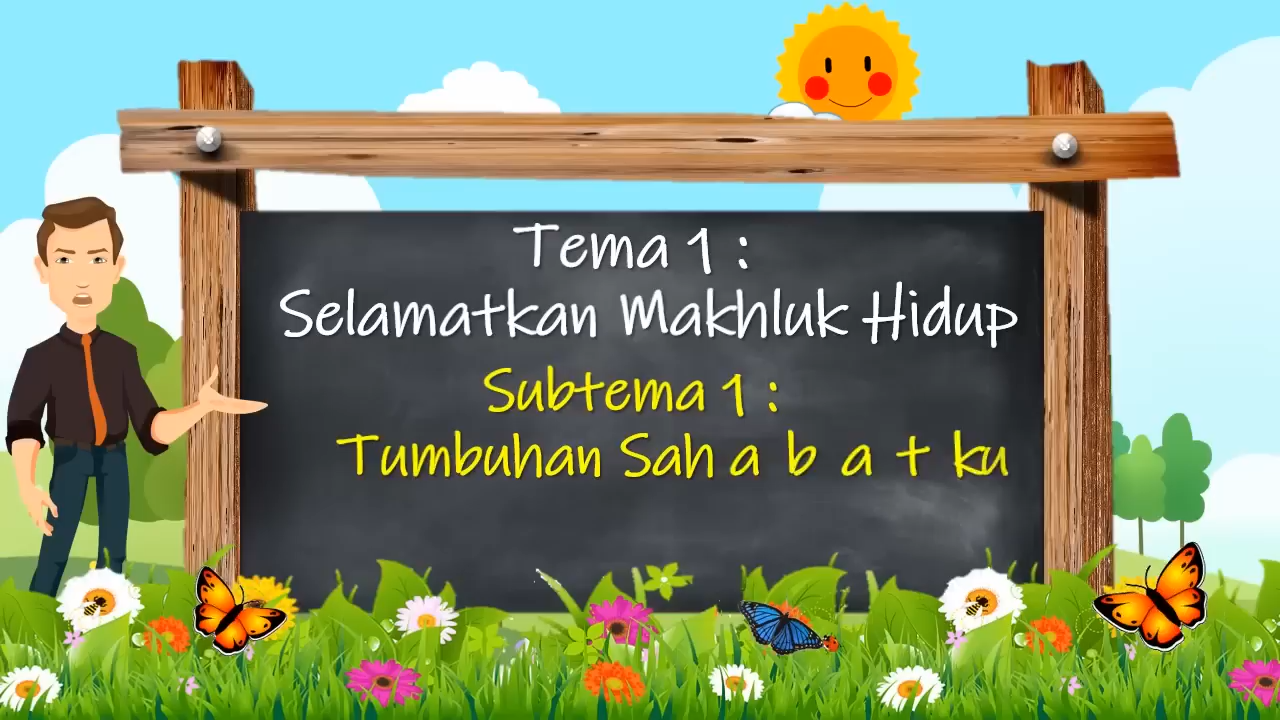 Tema 1 :
Selamatkan Makhluk Hidup
Subtema 1 :
Tumbuhan Sah a b a t ku